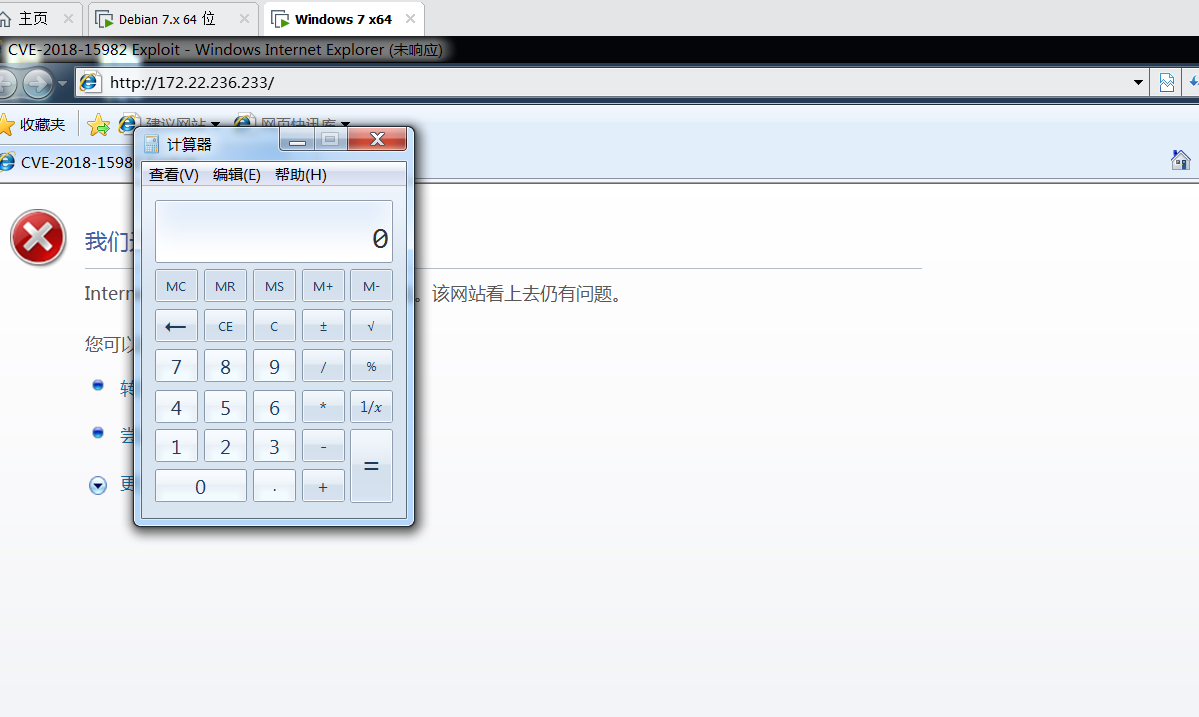 主页 Debian 7.x 64 位 Windows 7 x64
CVE-2018-15982 Exploit - Windows Internet Explorer (未响应)
http://172.22.236.233/
收藏夹 建议网站 网页快讯库
CVE-2018-1598
计算器
查看(V) 编辑(E) 帮助(H)
0
我们
MC MR MS M+ M-
Intern 。该网站看上去仍有问题。
← CE C ± √
您可以
7 8 9 / %
转
4 5 6 * 1/x
尝
1 2 3 - =
更
0 . +